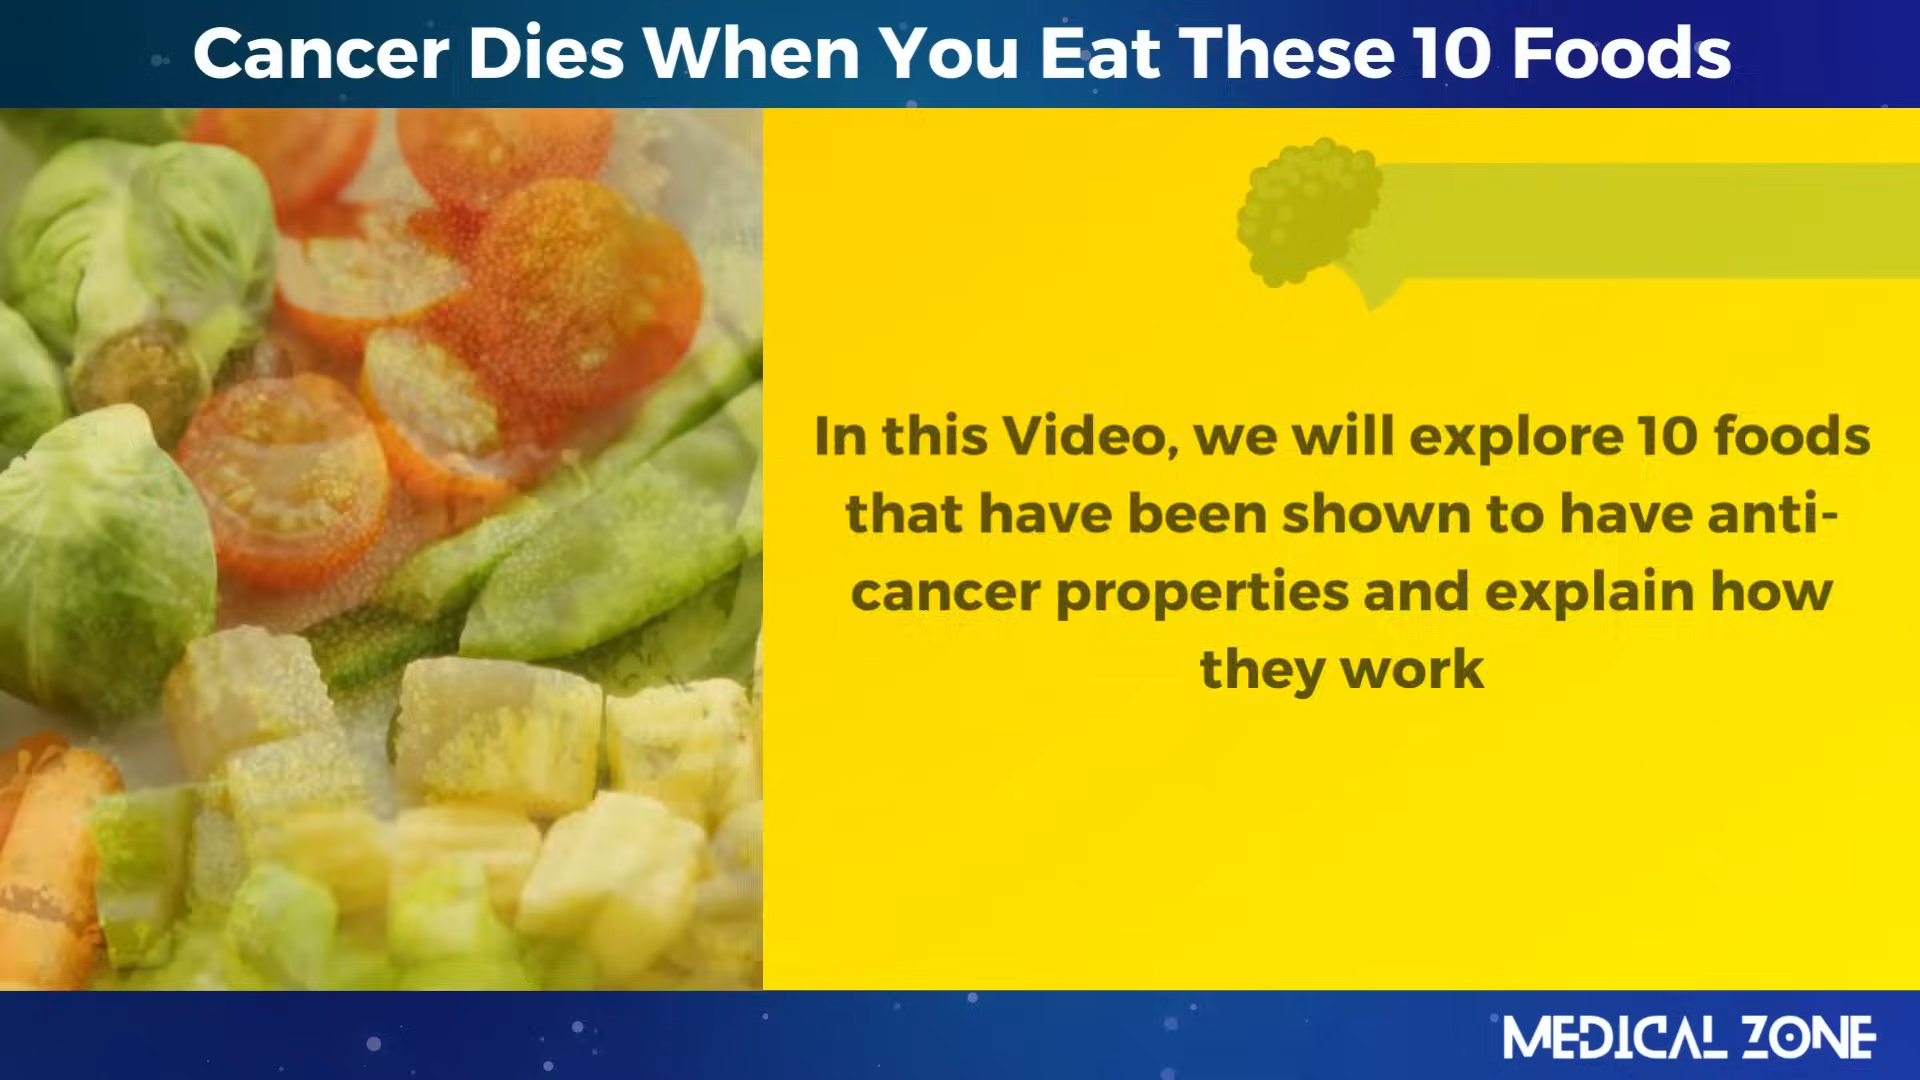 Cancer Dies When You Eat These 10 Foods
In this Video, we will explore 10 foods
that have been shown to have anti-
cancer properties and explain how
they work
MEDICAL ZONE